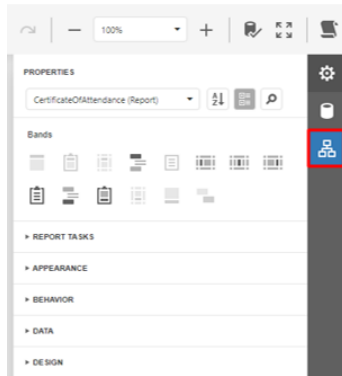 100%
PROPERTIES
CertificateOfAttendance (Report)
Bands
REPORT TASKS
APPEARANCE
BEHAVIOR
DATA
DESIGN